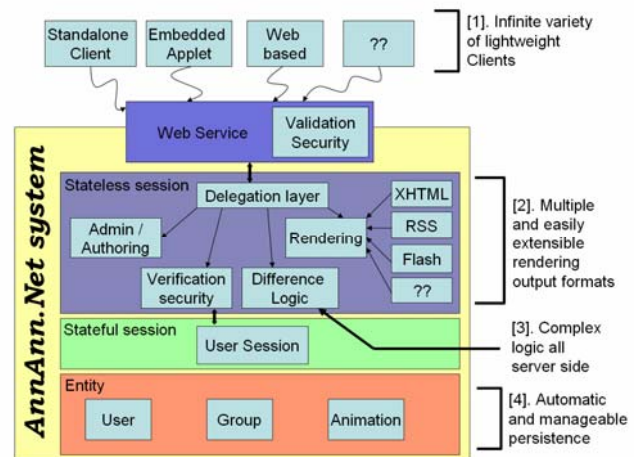 Standalone
Client
Embedded
Applet
Web
based
??
[1]. Infinite variety
of lightweight
Clients
Web Service
Validation
Security
AnnAnn.Net system
Stateless session
Delegation layer
Admin /
Authoring
Rendering
XHTML
RSS
Flash
??
Verification
security
Difference
Logic
[2]. Multiple
and easily
extensible
rendering
output formats
Stateful session
User Session
[3]. Complex
logic all
server side
Entity
User
Group
Animation
[4]. Automatic
and manageable
persistence